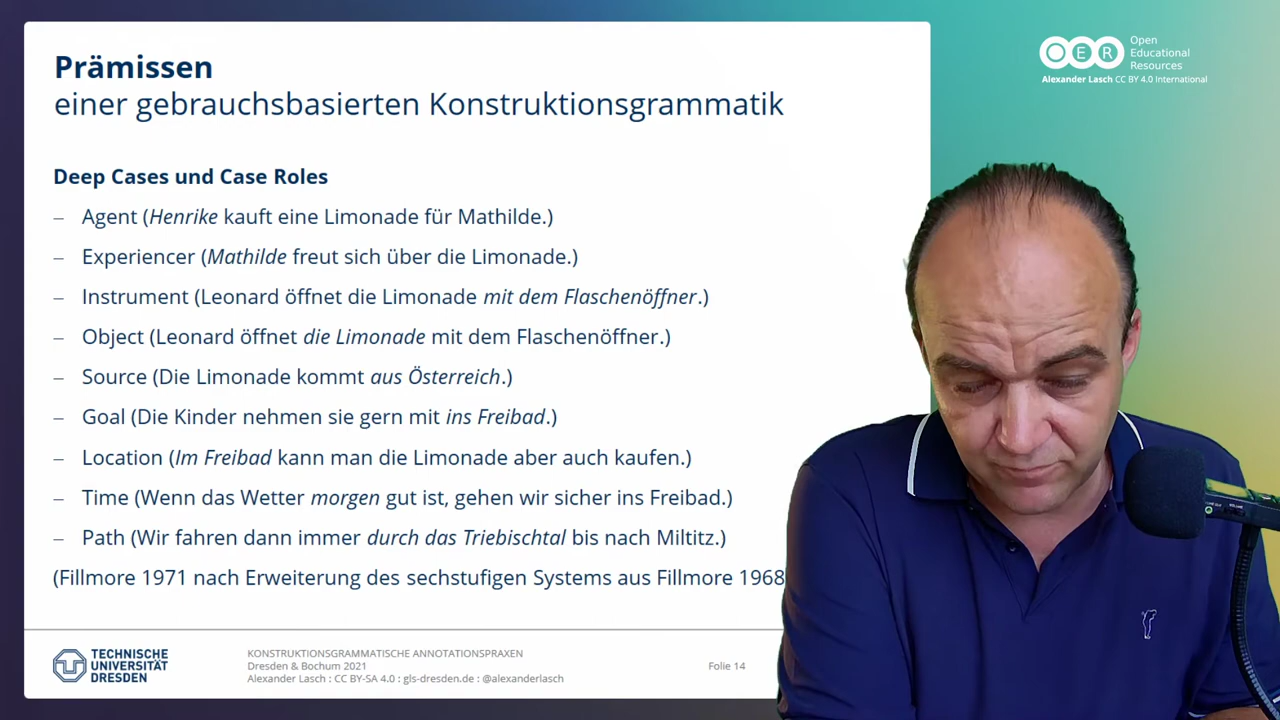 Prämissen
einer gebrauchsbasierten Konstruktionsgrammatik
Deep Cases und Case Roles
– Agent (Henrike kauft eine Limonade für Mathilde.)
– Experiencer (Mathilde freut sich über die Limonade.)
– Instrument (Leonard öffnet die Limonade mit dem Flaschenöffner.)
– Object (Leonard öffnet die Limonade mit dem Flaschenöffner.)
– Source (Die Limonade kommt aus Österreich.)
– Goal (Die Kinder nehmen sie gern mit ins Freibad.)
– Location (Im Freibad kann man die Limonade aber auch kaufen.)
– Time (Wenn das Wetter morgen gut ist, gehen wir sicher ins Freibad.)
– Path (Wir fahren dann immer durch das Triebischtal bis nach Miltitz.)
(Fillmore 1971 nach Erweiterung des sechstufigen Systems aus Fillmore 1968
TECHNISCHE
UNIVERSITÄT
DRESDEN
KONSTRUKTIONSGRAMMATISCHE ANNOTATIONSPRAXEN
Dresden & Bochum 2021
Alexander Lasch : CC BY-SA 4.0 : gls-dresden.de : @alexanderlasch
Folie 14
OER
Open
Educational
Resources
Alexander Lasch CC BY 4.0 International